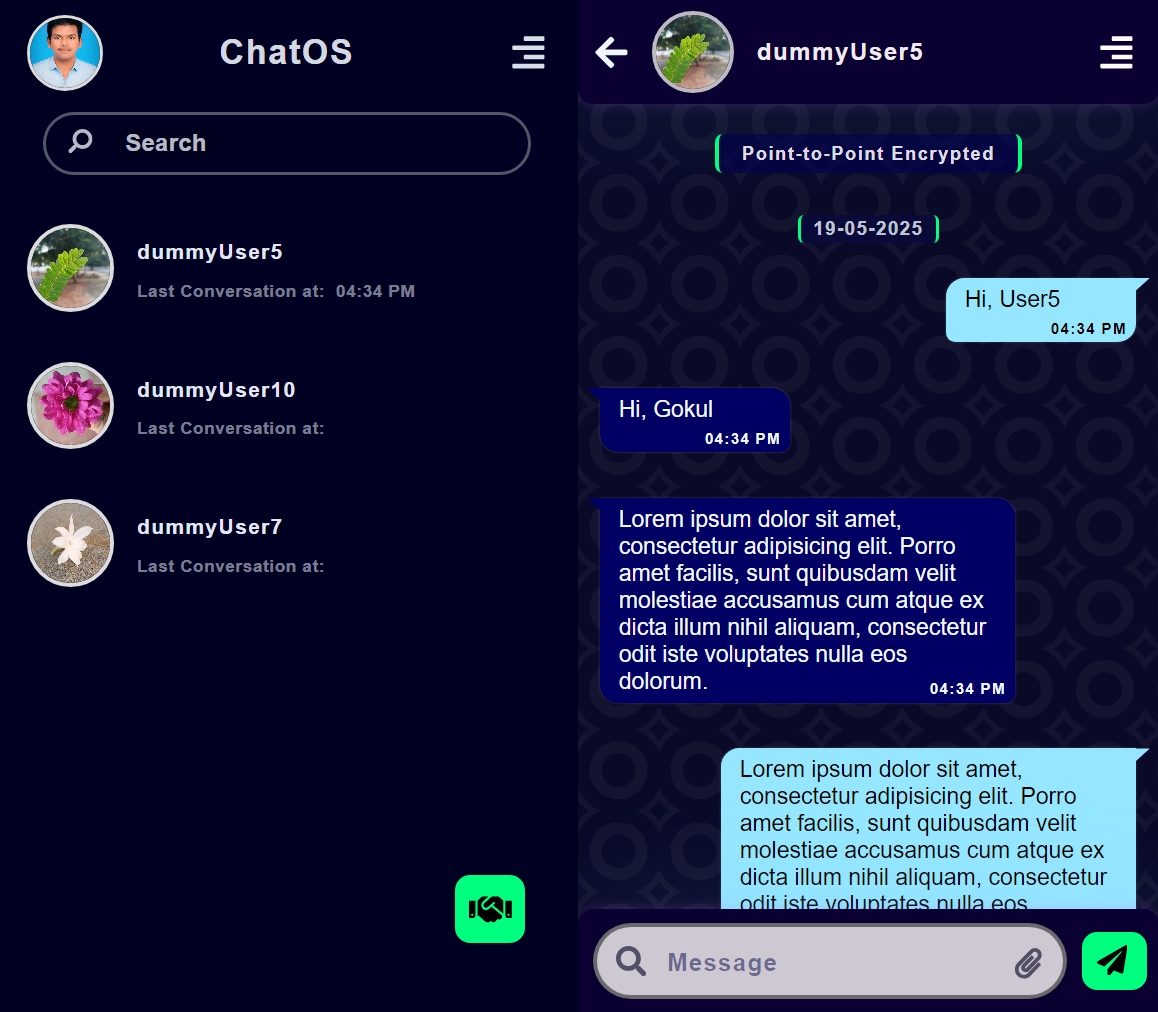 ChatOS
Search
dummyUser5
Last Conversation at: 04:34 PM
dummyUser10
Last Conversation at:
dummyUser7
Last Conversation at:
dummyUser5
Point-to-Point Encrypted
19-05-2025
Hi, User5
04:34 PM
Hi, Gokul
04:34 PM
Lorem ipsum dolor sit amet,
consectetur adipisicing elit. Porro
amet facilis, sunt quibusdam velit
molestiae accusamus cum atque ex
dicta illum nihil aliquam, consectetur
odit iste voluptates nulla eos
dolorum.
04:34 PM
Lorem ipsum dolor sit amet,
consectetur adipisicing elit. Porro
amet facilis, sunt quibusdam velit
molestiae accusamus cum atque ex
dicta illum nihil aliquam, consectetur
odit iste voluptates nulla eos
Message